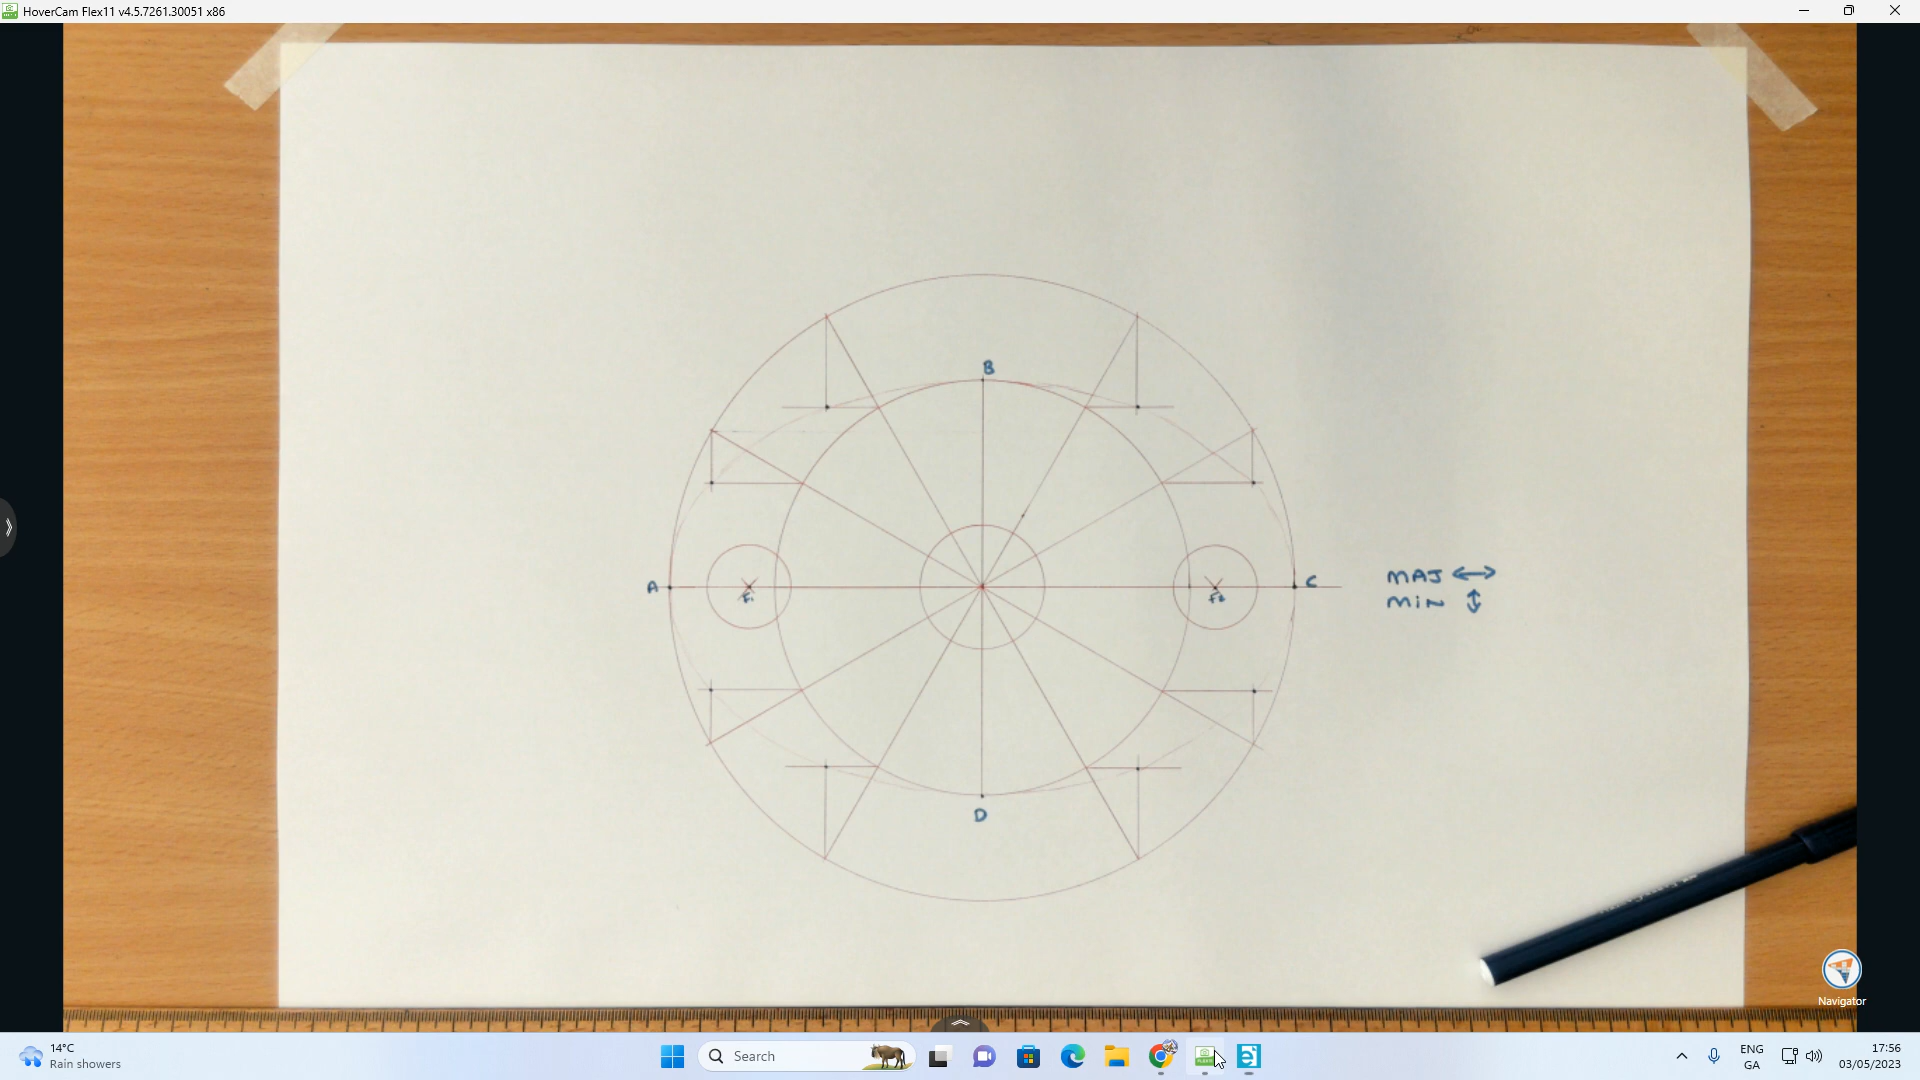 HoverCam Flex11 v4.5.7261.30051 x86
B
A
F1
F2
C
MAJ
MIN
D
Navigator
14°C
Rain showers
Search
ENG
GA
17:56
03/05/2023